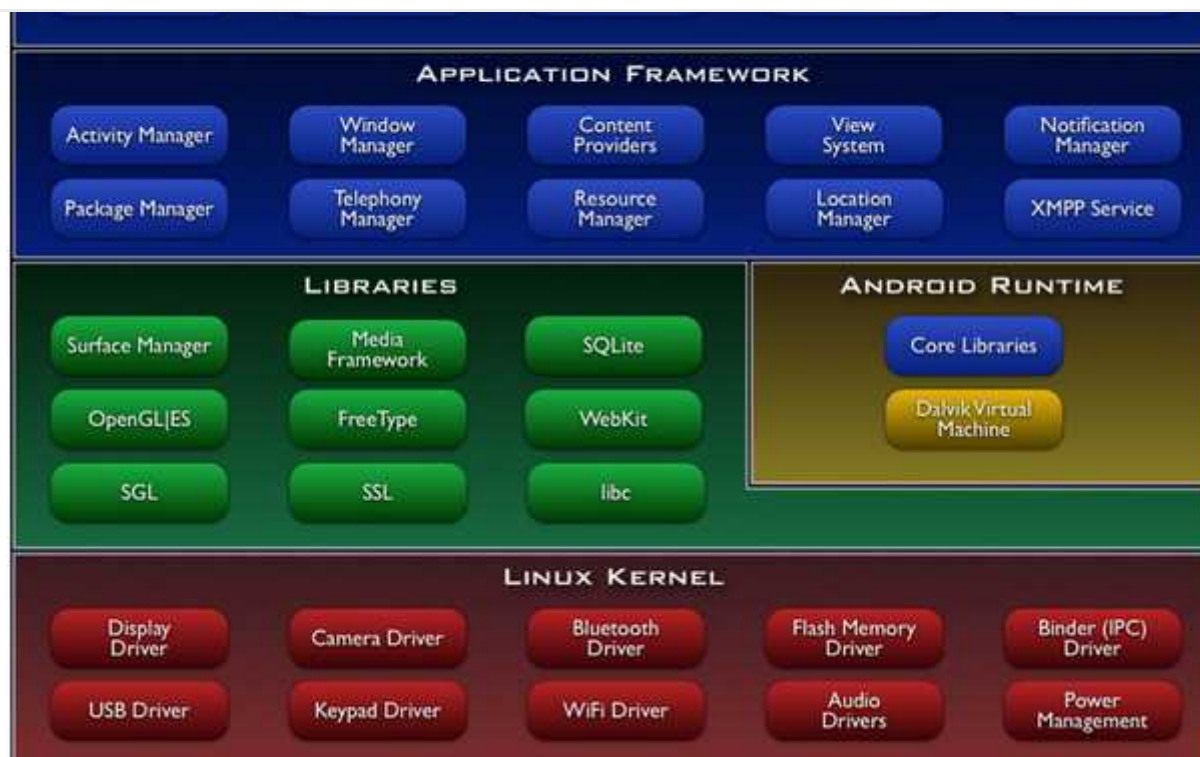 APPLICATION FRAMEWORK
Activity Manager
Window
Manager
Content
Providers
View
System
Notification
Manager
Package Manager
Telephony
Manager
Resource
Manager
Location
Manager
XMPP Service
LIBRARIES
Surface Manager
Media
Framework
SQLite
OpenGL|ES
FreeType
WebKit
SGL
SSL
libc
ANDROID RUNTIME
Core Libraries
Dalvik Virtual
Machine
LINUX KERNEL
Display
Driver
Camera Driver
Bluetooth
Driver
Flash Memory
Driver
Binder (IPC)
Driver
USB Driver
Keypad Driver
WiFi Driver
Audio
Drivers
Power
Management